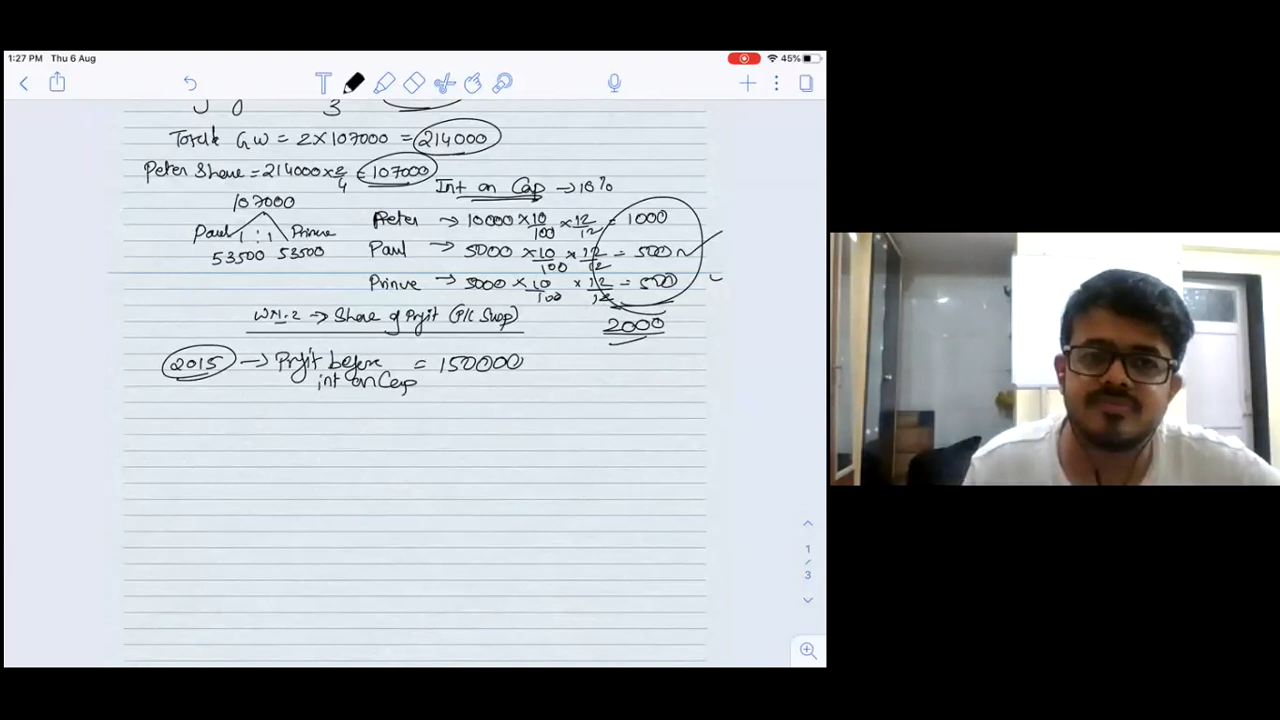 1:27 PM Thu 6 Aug
45%
T
3
Total GW = 2 x 107000 = 214000
Peter Share = 214000 x 2/4 = 107000
107000
Paul Prince
1 : 1
53500 53500
Int on Cap → 10%
Peter → 10000 x 10/100 x 12/12 = 1000
Paul → 5000 x 10/100 x 12/12 = 500
Prince → 5000 x 10/100 x 12/12 = 500
2000
WN-2 → Share of Profit (P/L Susp)
2015 → Profit before = 150000
int on Cap
1
3